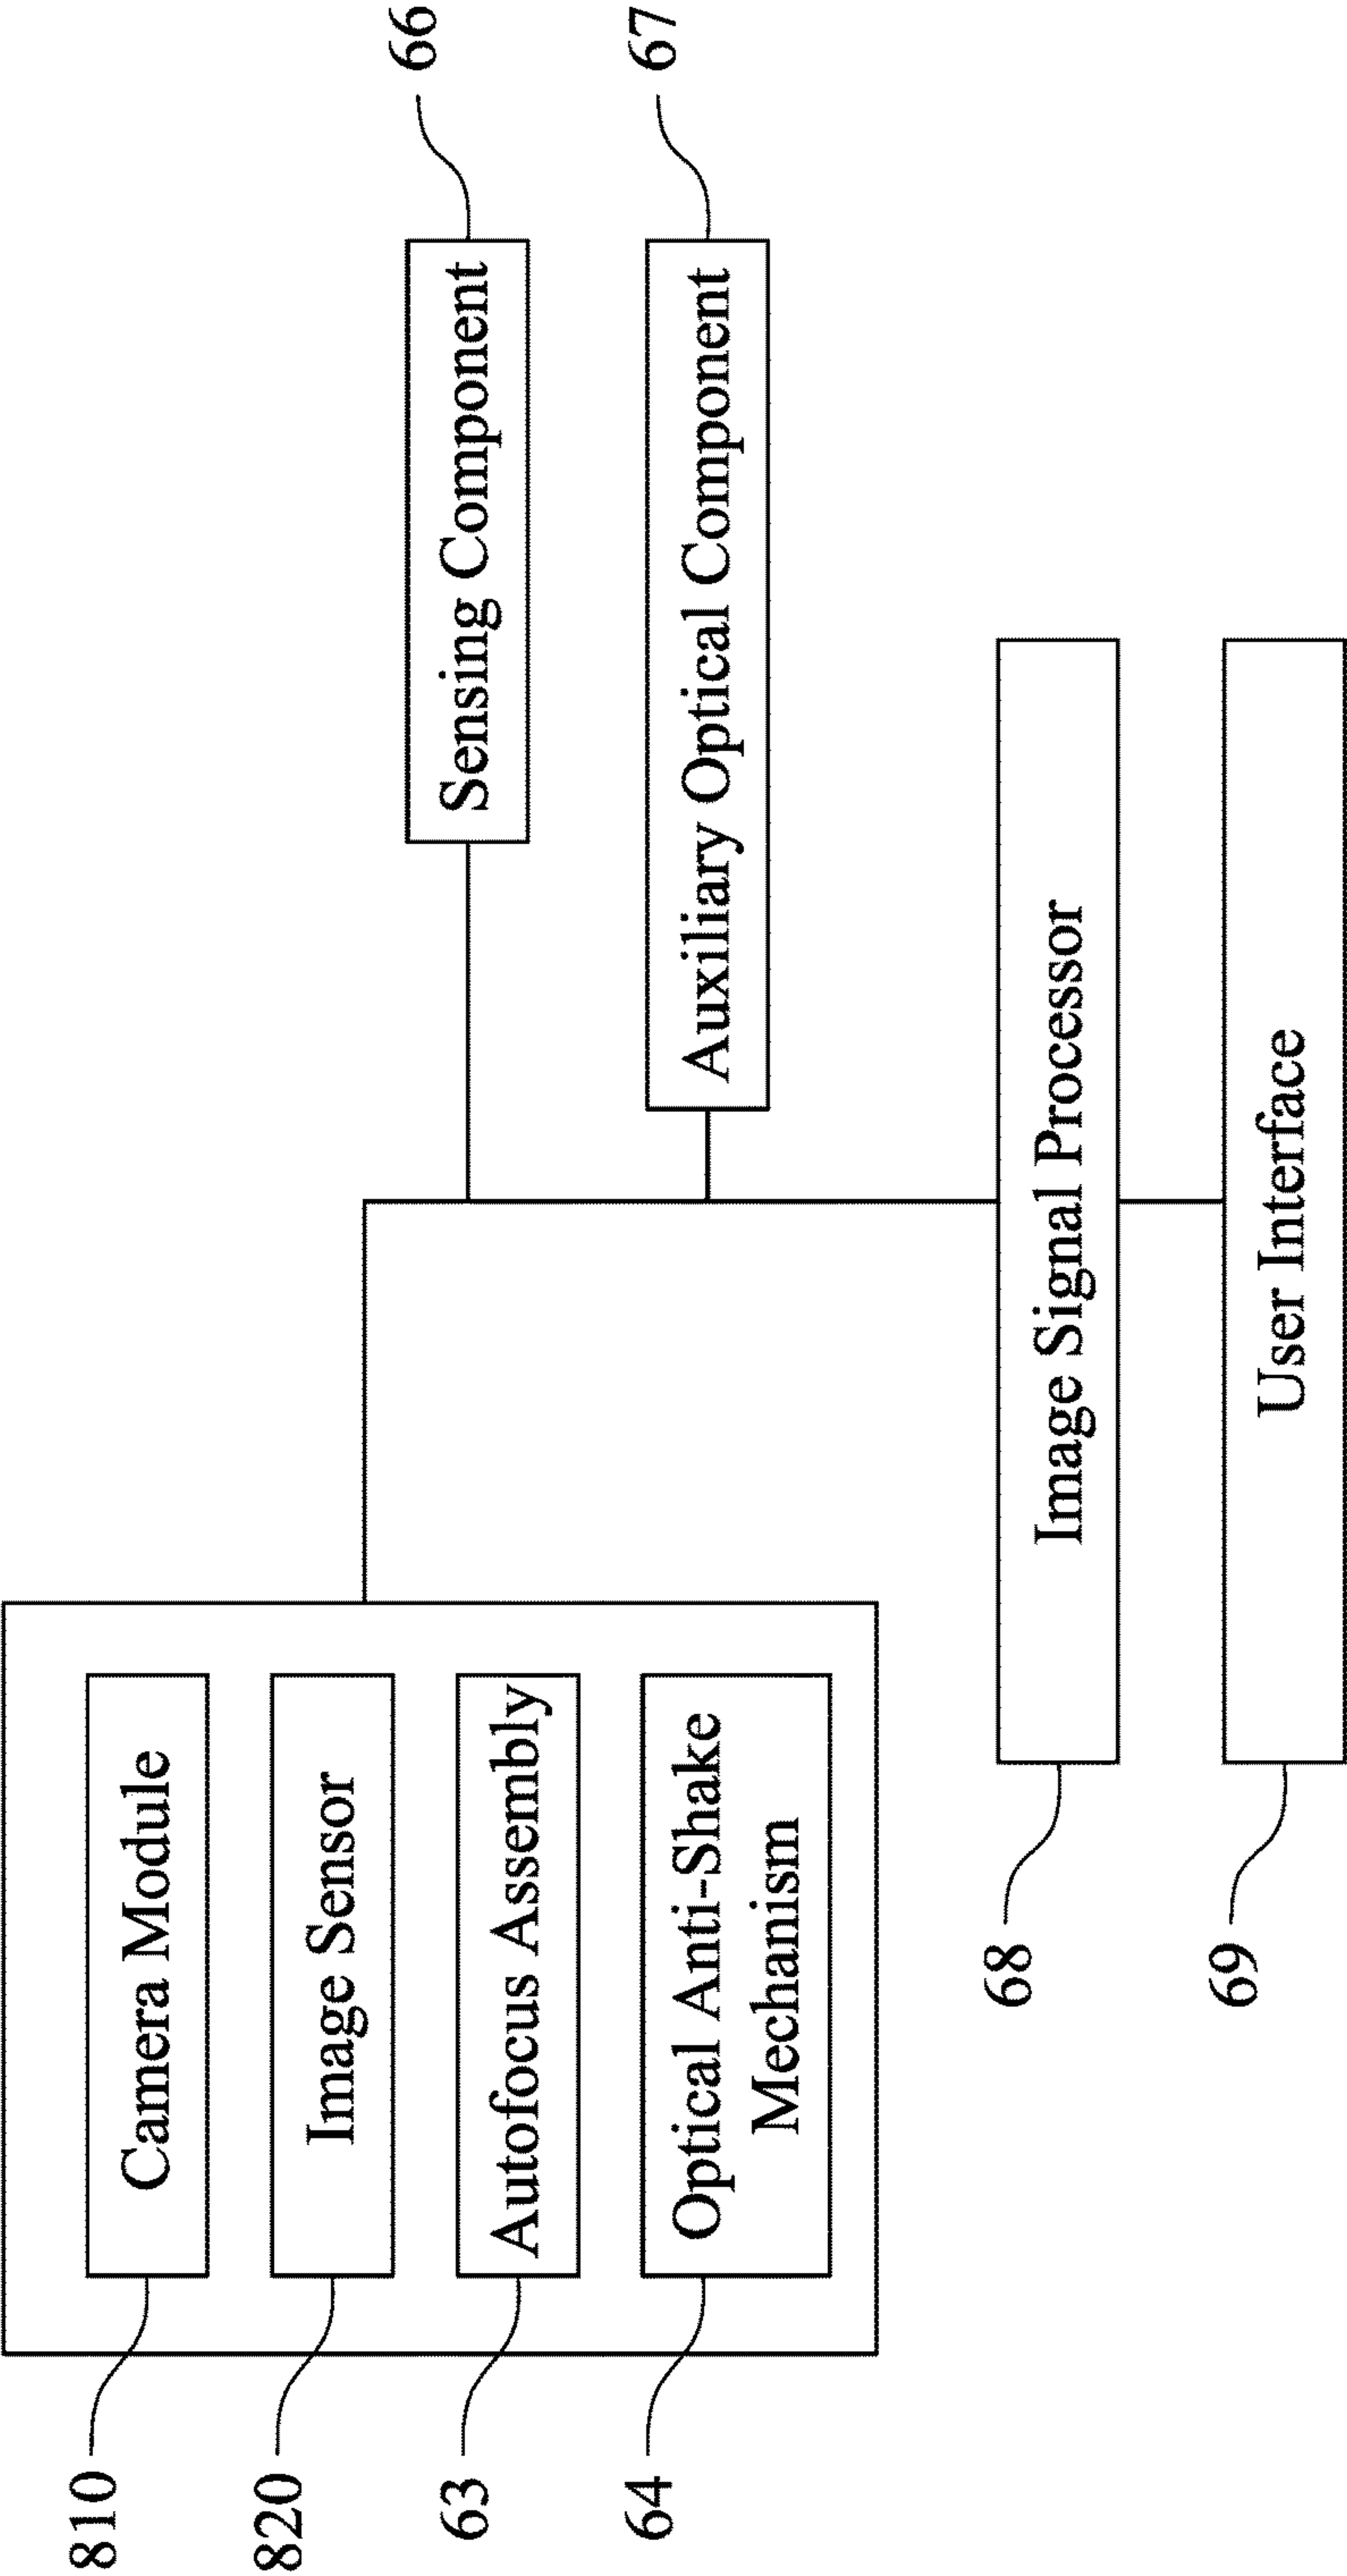 810
Camera Module
820
Image Sensor
63
Autofocus Assembly
64
Optical Anti-Shake
Mechanism
66
Sensing Component
67
Auxiliary Optical Component
68
Image Signal Processor
69
User Interface